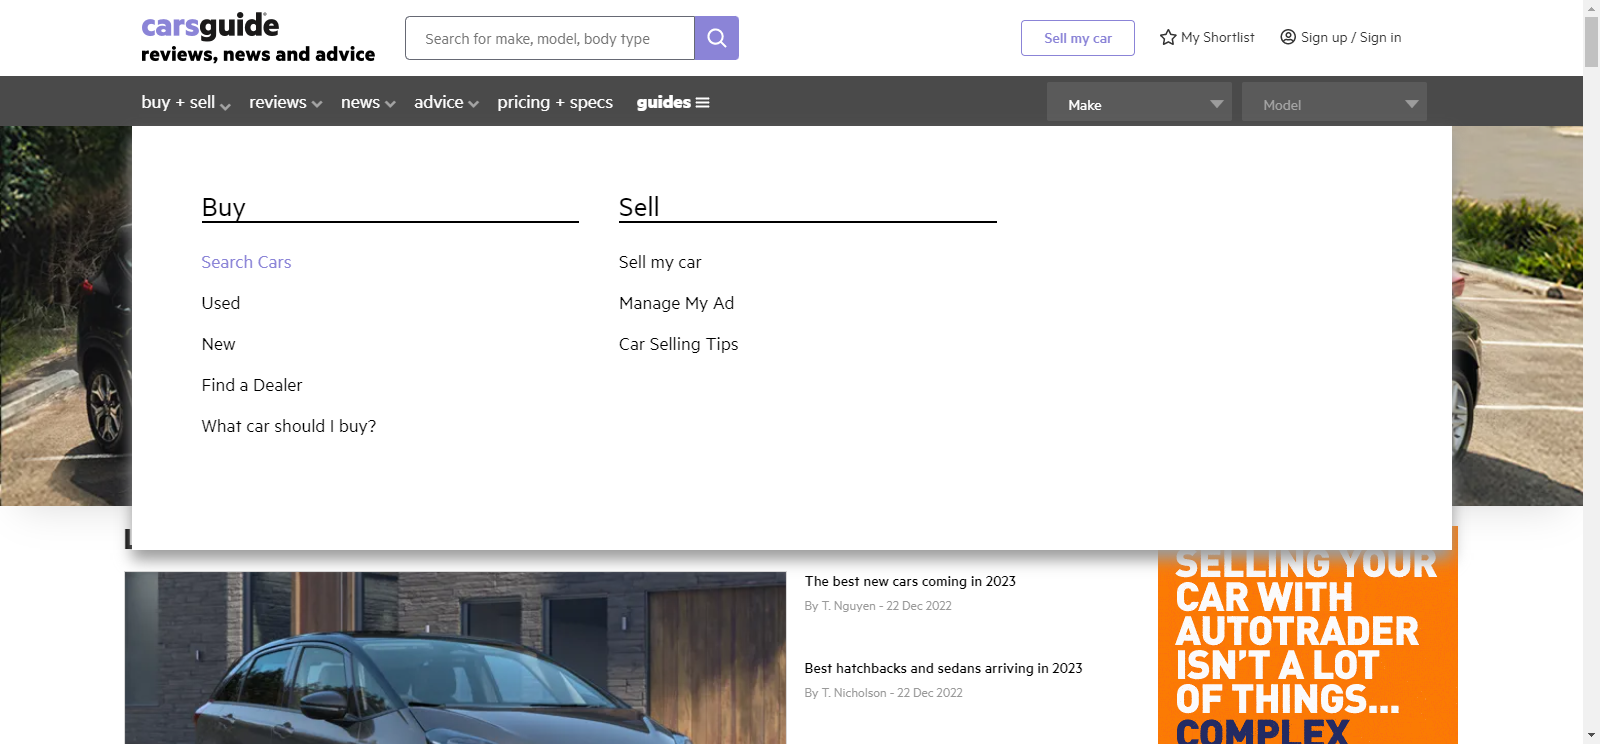 carsguide
reviews, news and advice
Search for make, model, body type
Sell my car
My Shortlist
Sign up / Sign in
buy + sell
reviews
news
advice
pricing + specs
guides
Make
Model
Buy
Search Cars
Used
New
Find a Dealer
What car should I buy?
Sell
Sell my car
Manage My Ad
Car Selling Tips
The best new cars coming in 2023
By T. Nguyen - 22 Dec 2022
Best hatchbacks and sedans arriving in 2023
By T. Nicholson - 22 Dec 2022
SELLING YOUR
CAR WITH
AUTOTRADER
ISN'T A LOT
OF THINGS...
COMPLEX